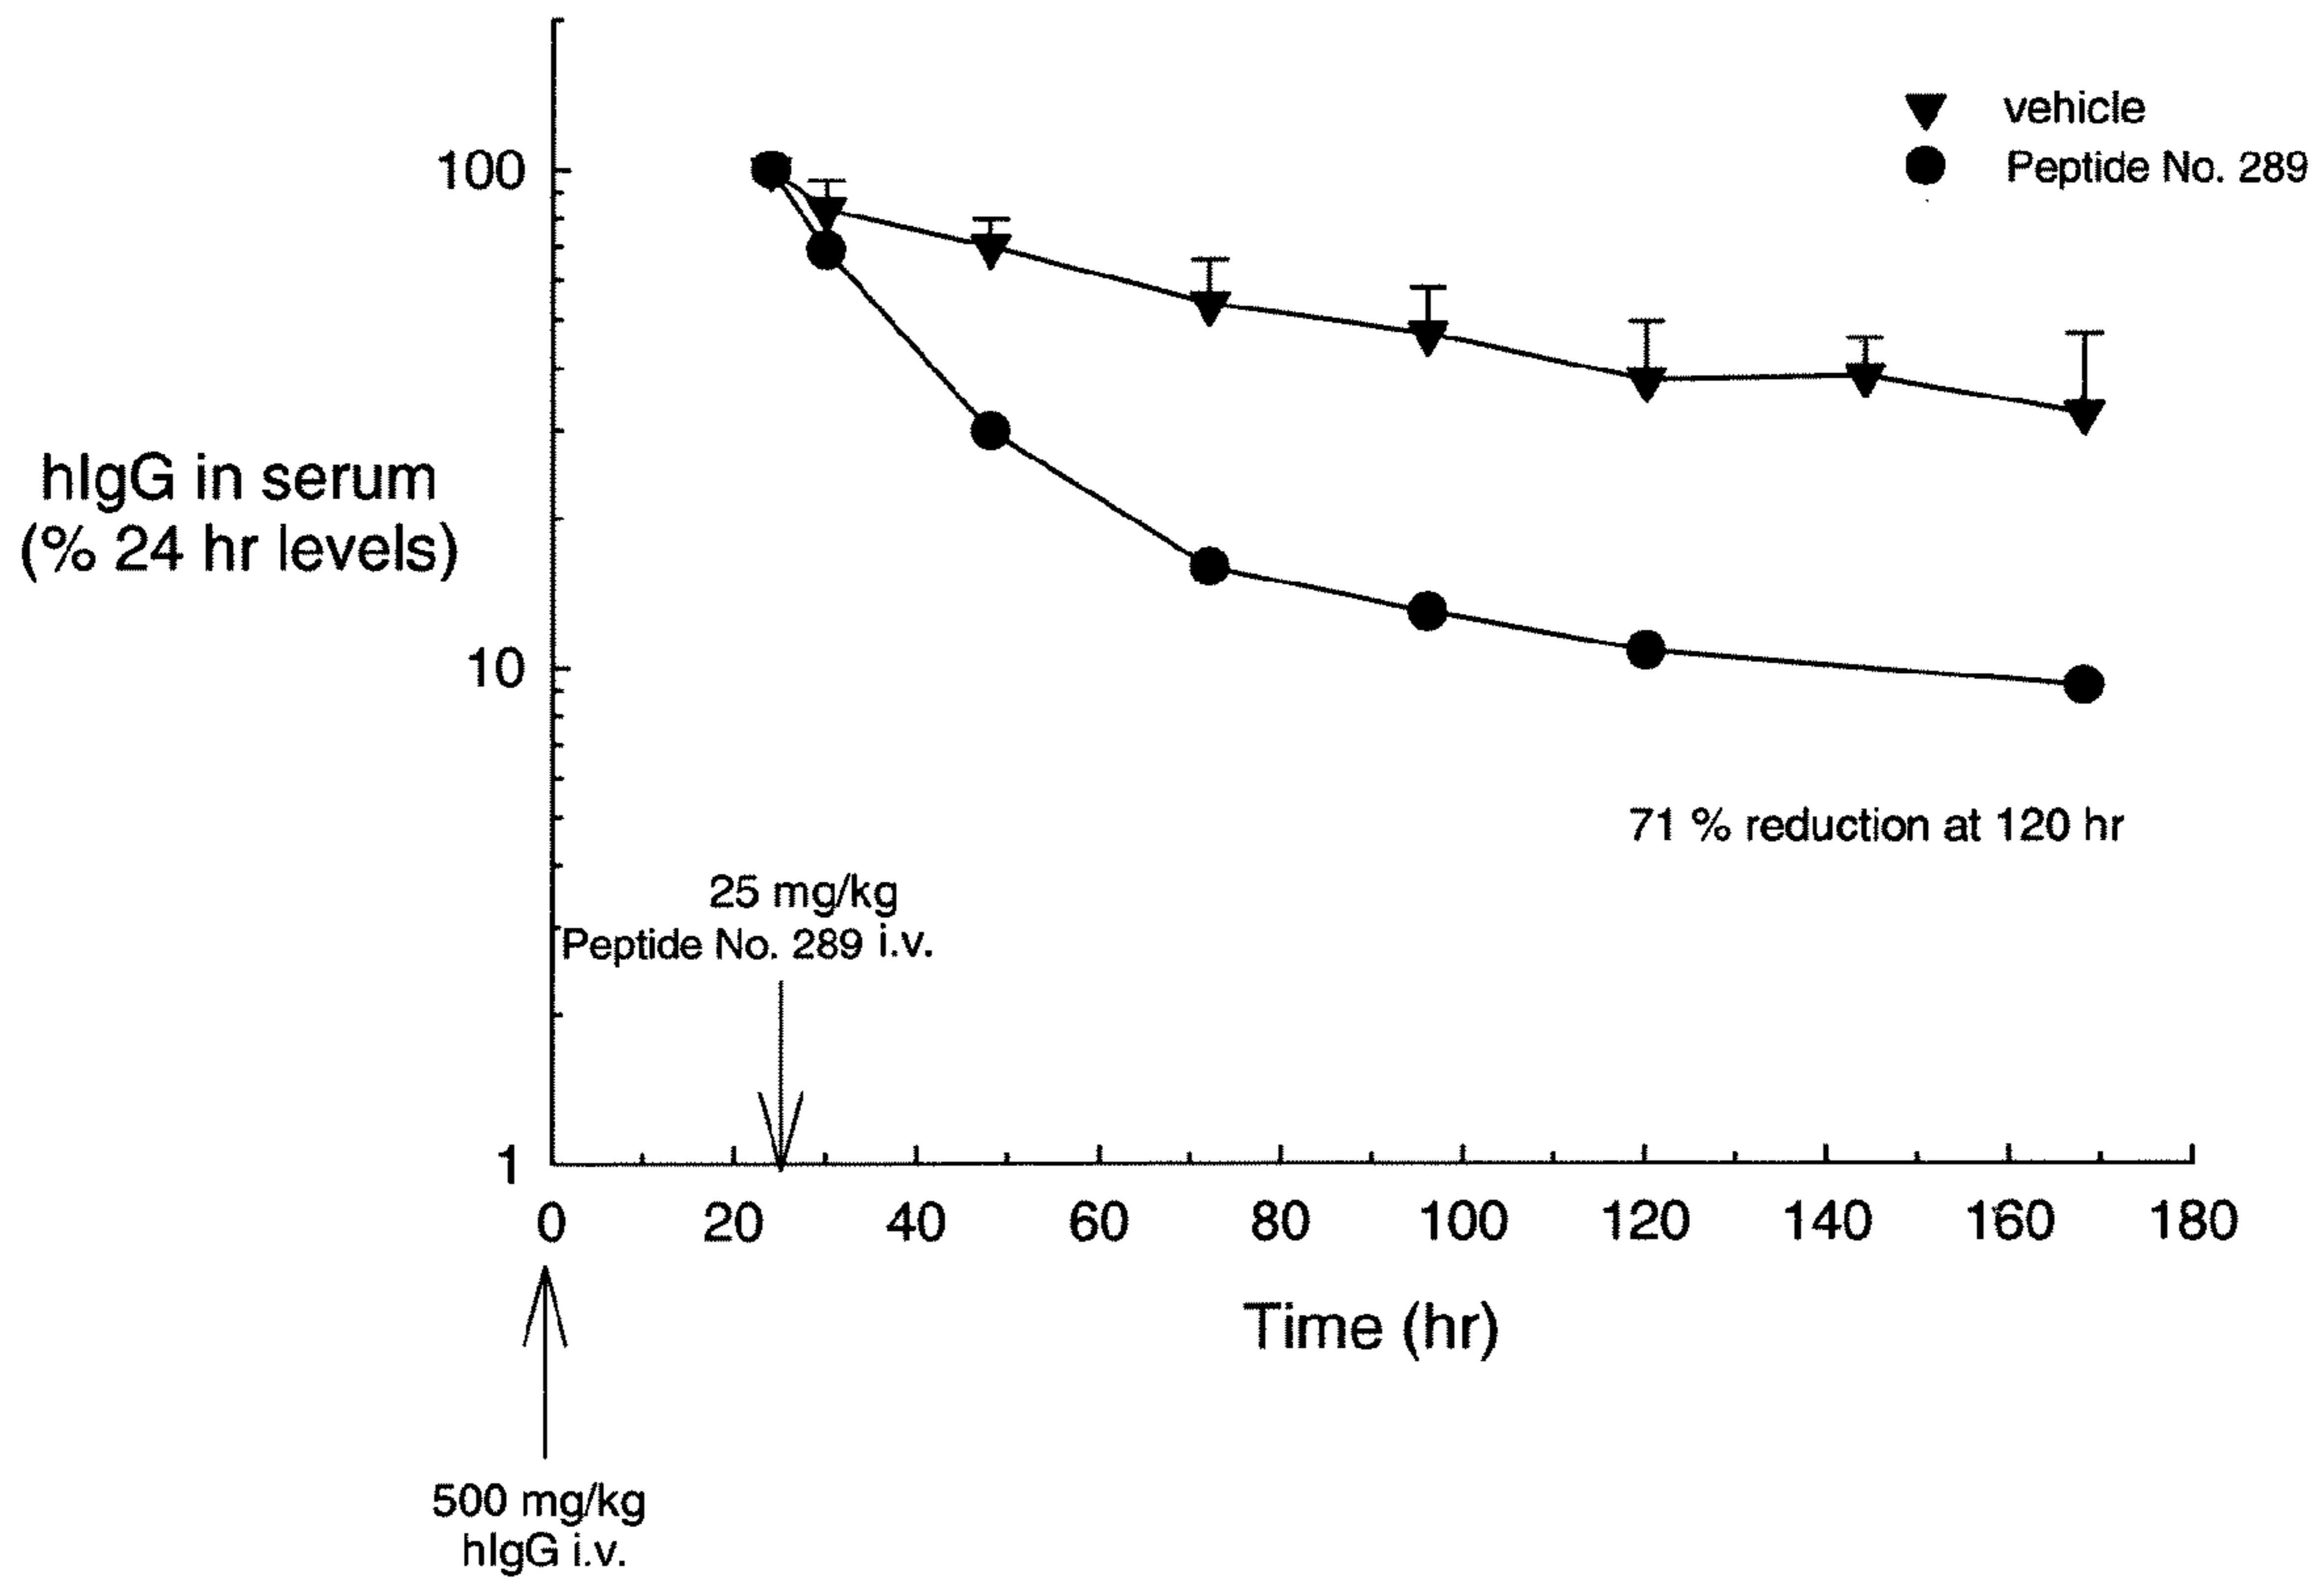 vehicle
Peptide No. 289
100
hIgG in serum
(% 24 hr levels)
10
71 % reduction at 120 hr
25 mg/kg
Peptide No. 289 i.v.
1
0 20 40 60 80 100 120 140 160 180
Time (hr)
500 mg/kg
hIgG i.v.